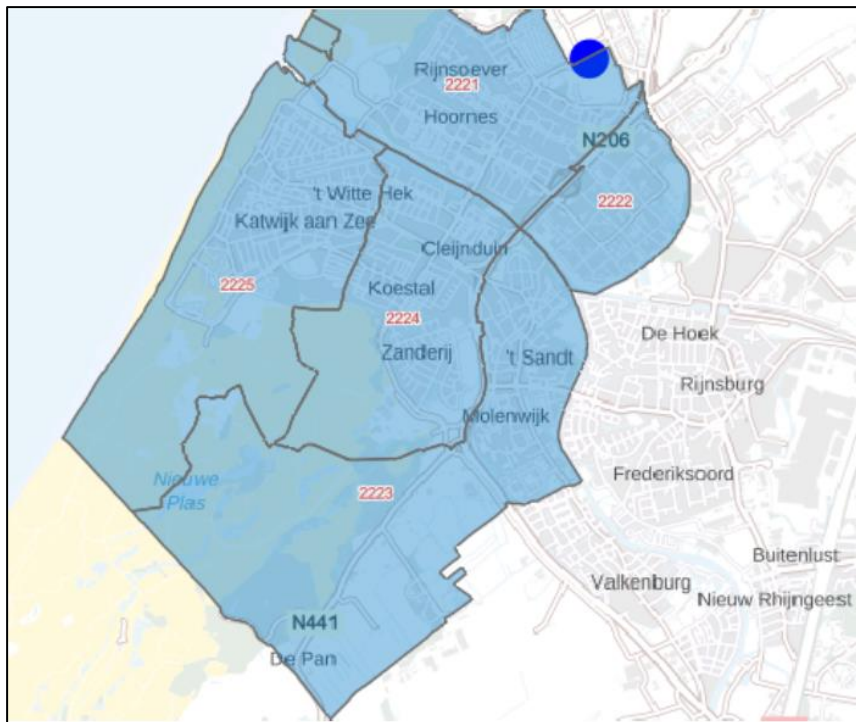 Rijnsoever
2221
Hoornes
N206
't Witte Hek
2222
Katwijk aan Zee
Cleijnduin
2225
Koestal
2224
De Hoek
Zanderij
't Sandt
Rijnsburg
Molenwijk
Nieuwe
Plas
2223
Frederiksoord
Buitenlust
Valkenburg
Nieuw Rhijngeest
N441
De Pan